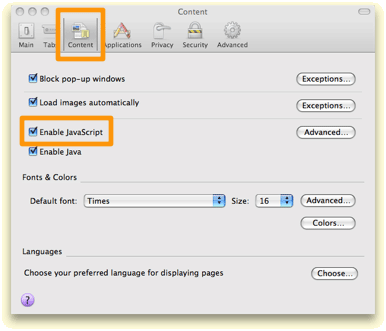 Content
Main Tabs Content Applications Privacy Security Advanced
Block pop-up windows Exceptions...
Load images automatically Exceptions...
Enable JavaScript Advanced...
Enable Java
Fonts & Colors
Default font: Times Size: 16 Advanced...
Colors...
Languages
Choose your preferred language for displaying pages Choose...
?